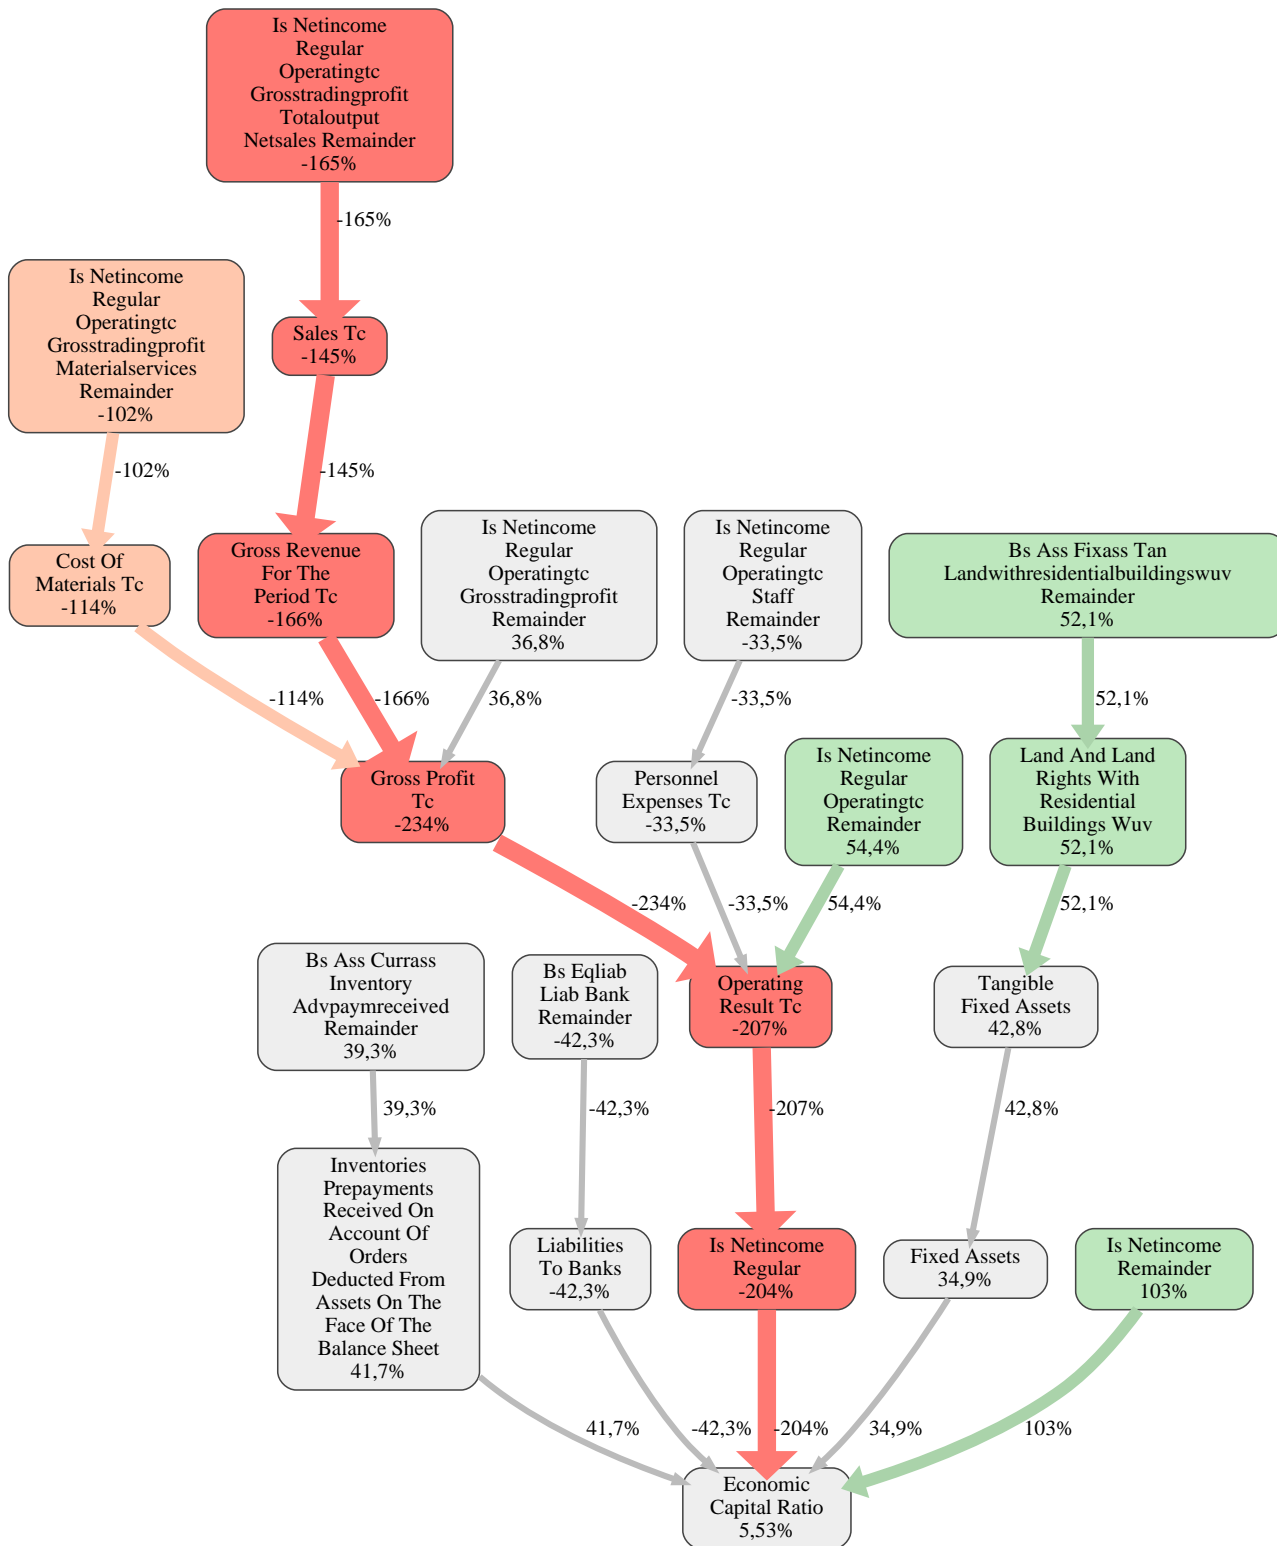 Is Netincome
Regular
Operatingtc
Grosstradingprofit
Totaloutput
Netsales Remainder
-165%
-165%
Is Netincome
Regular
Operatingtc
Grosstradingprofit
Materialservices
Remainder
-102%
Sales Tc
-145%
-102%
-145%
Cost Of
Materials Tc
-114%
Gross Revenue
For The
Period Tc
-166%
Is Netincome
Regular
Operatingtc
Grosstradingprofit
Remainder
36,8%
Is Netincome
Regular
Operatingtc
Staff
Remainder
-33,5%
Bs Ass Fixass Tan
Landwithresidentialbuildingswuv
Remainder
52,1%
-114%
-166%
36,8%
-33,5%
52,1%
Gross Profit
Tc
-234%
Personnel
Expenses Tc
-33,5%
Is Netincome
Regular
Operatingtc
Remainder
54,4%
Land And Land
Rights With
Residential
Buildings Wuv
52,1%
-234%
-33,5%
54,4%
52,1%
Bs Ass Currass
Inventory
Advpaymreceived
Remainder
39,3%
Bs Eqliab
Liab Bank
Remainder
-42,3%
Operating
Result Tc
-207%
Tangible
Fixed Assets
42,8%
39,3%
-42,3%
-207%
42,8%
Inventories
Prepayments
Received On
Account Of
Orders
Deducted From
Assets On The
Face Of The
Balance Sheet
41,7%
Liabilities
To Banks
-42,3%
Is Netincome
Regular
-204%
Fixed Assets
34,9%
Is Netincome
Remainder
103%
41,7%
-42,3%
-204%
34,9%
103%
Economic
Capital Ratio
5,53%